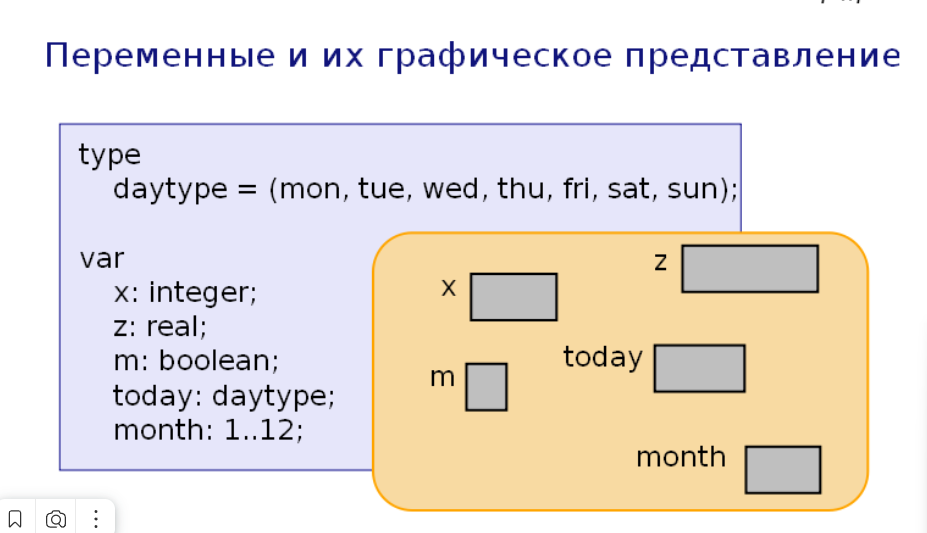 Переменные и их графическое представление
type
daytype = (mon, tue, wed, thu, fri, sat, sun);
var
x: integer;
z: real;
m: boolean;
today: daytype;
month: 1..12;
z
x
today
m
month